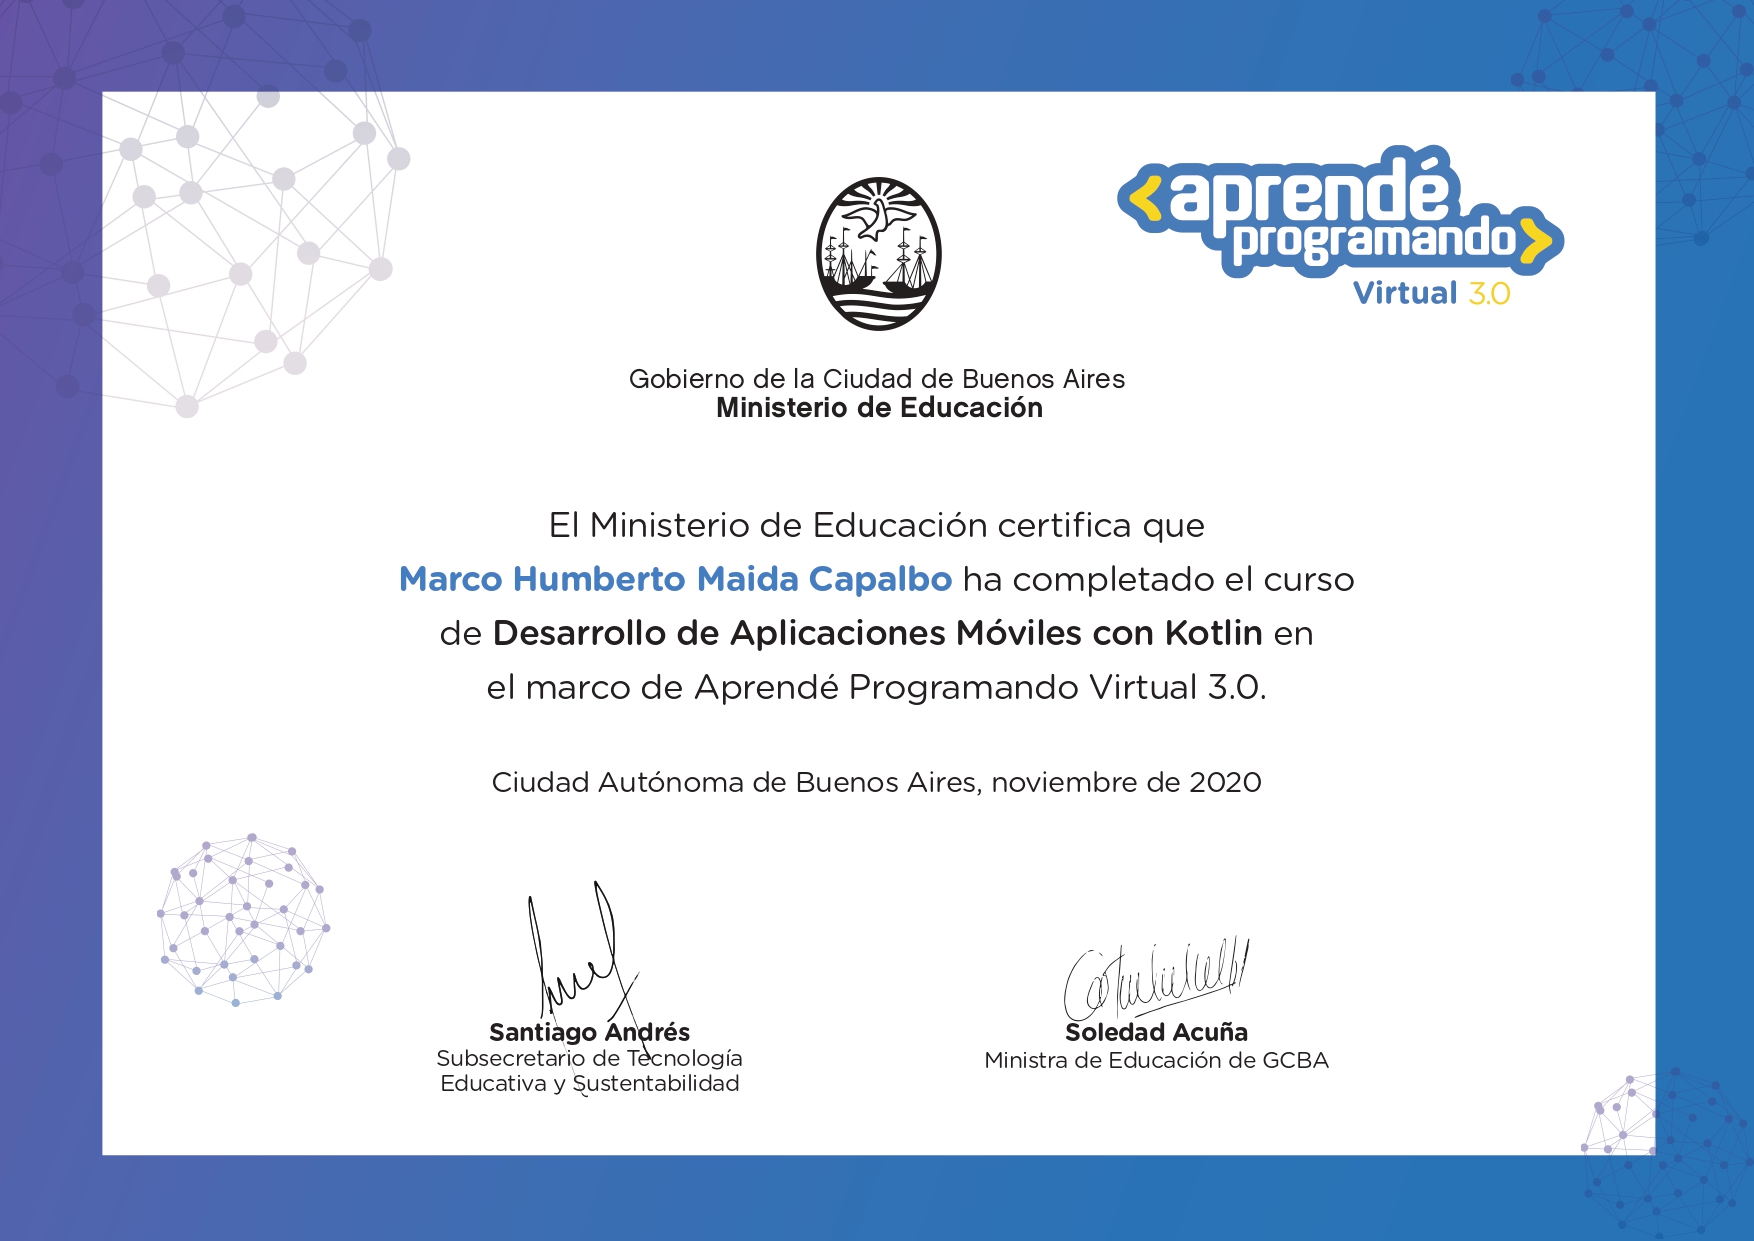 <aprendé
programando>
Virtual 3.0
Gobierno de la Ciudad de Buenos Aires
Ministerio de Educación
El Ministerio de Educación certifica que
Marco Humberto Maida Capalbo ha completado el curso
de Desarrollo de Aplicaciones Móviles con Kotlin en
el marco de Aprendé Programando Virtual 3.0.
Ciudad Autónoma de Buenos Aires, noviembre de 2020
Santiago Andrés
Subsecretario de Tecnología
Educativa y Sustentabilidad
Soledad Acuña
Ministra de Educación de GCBA